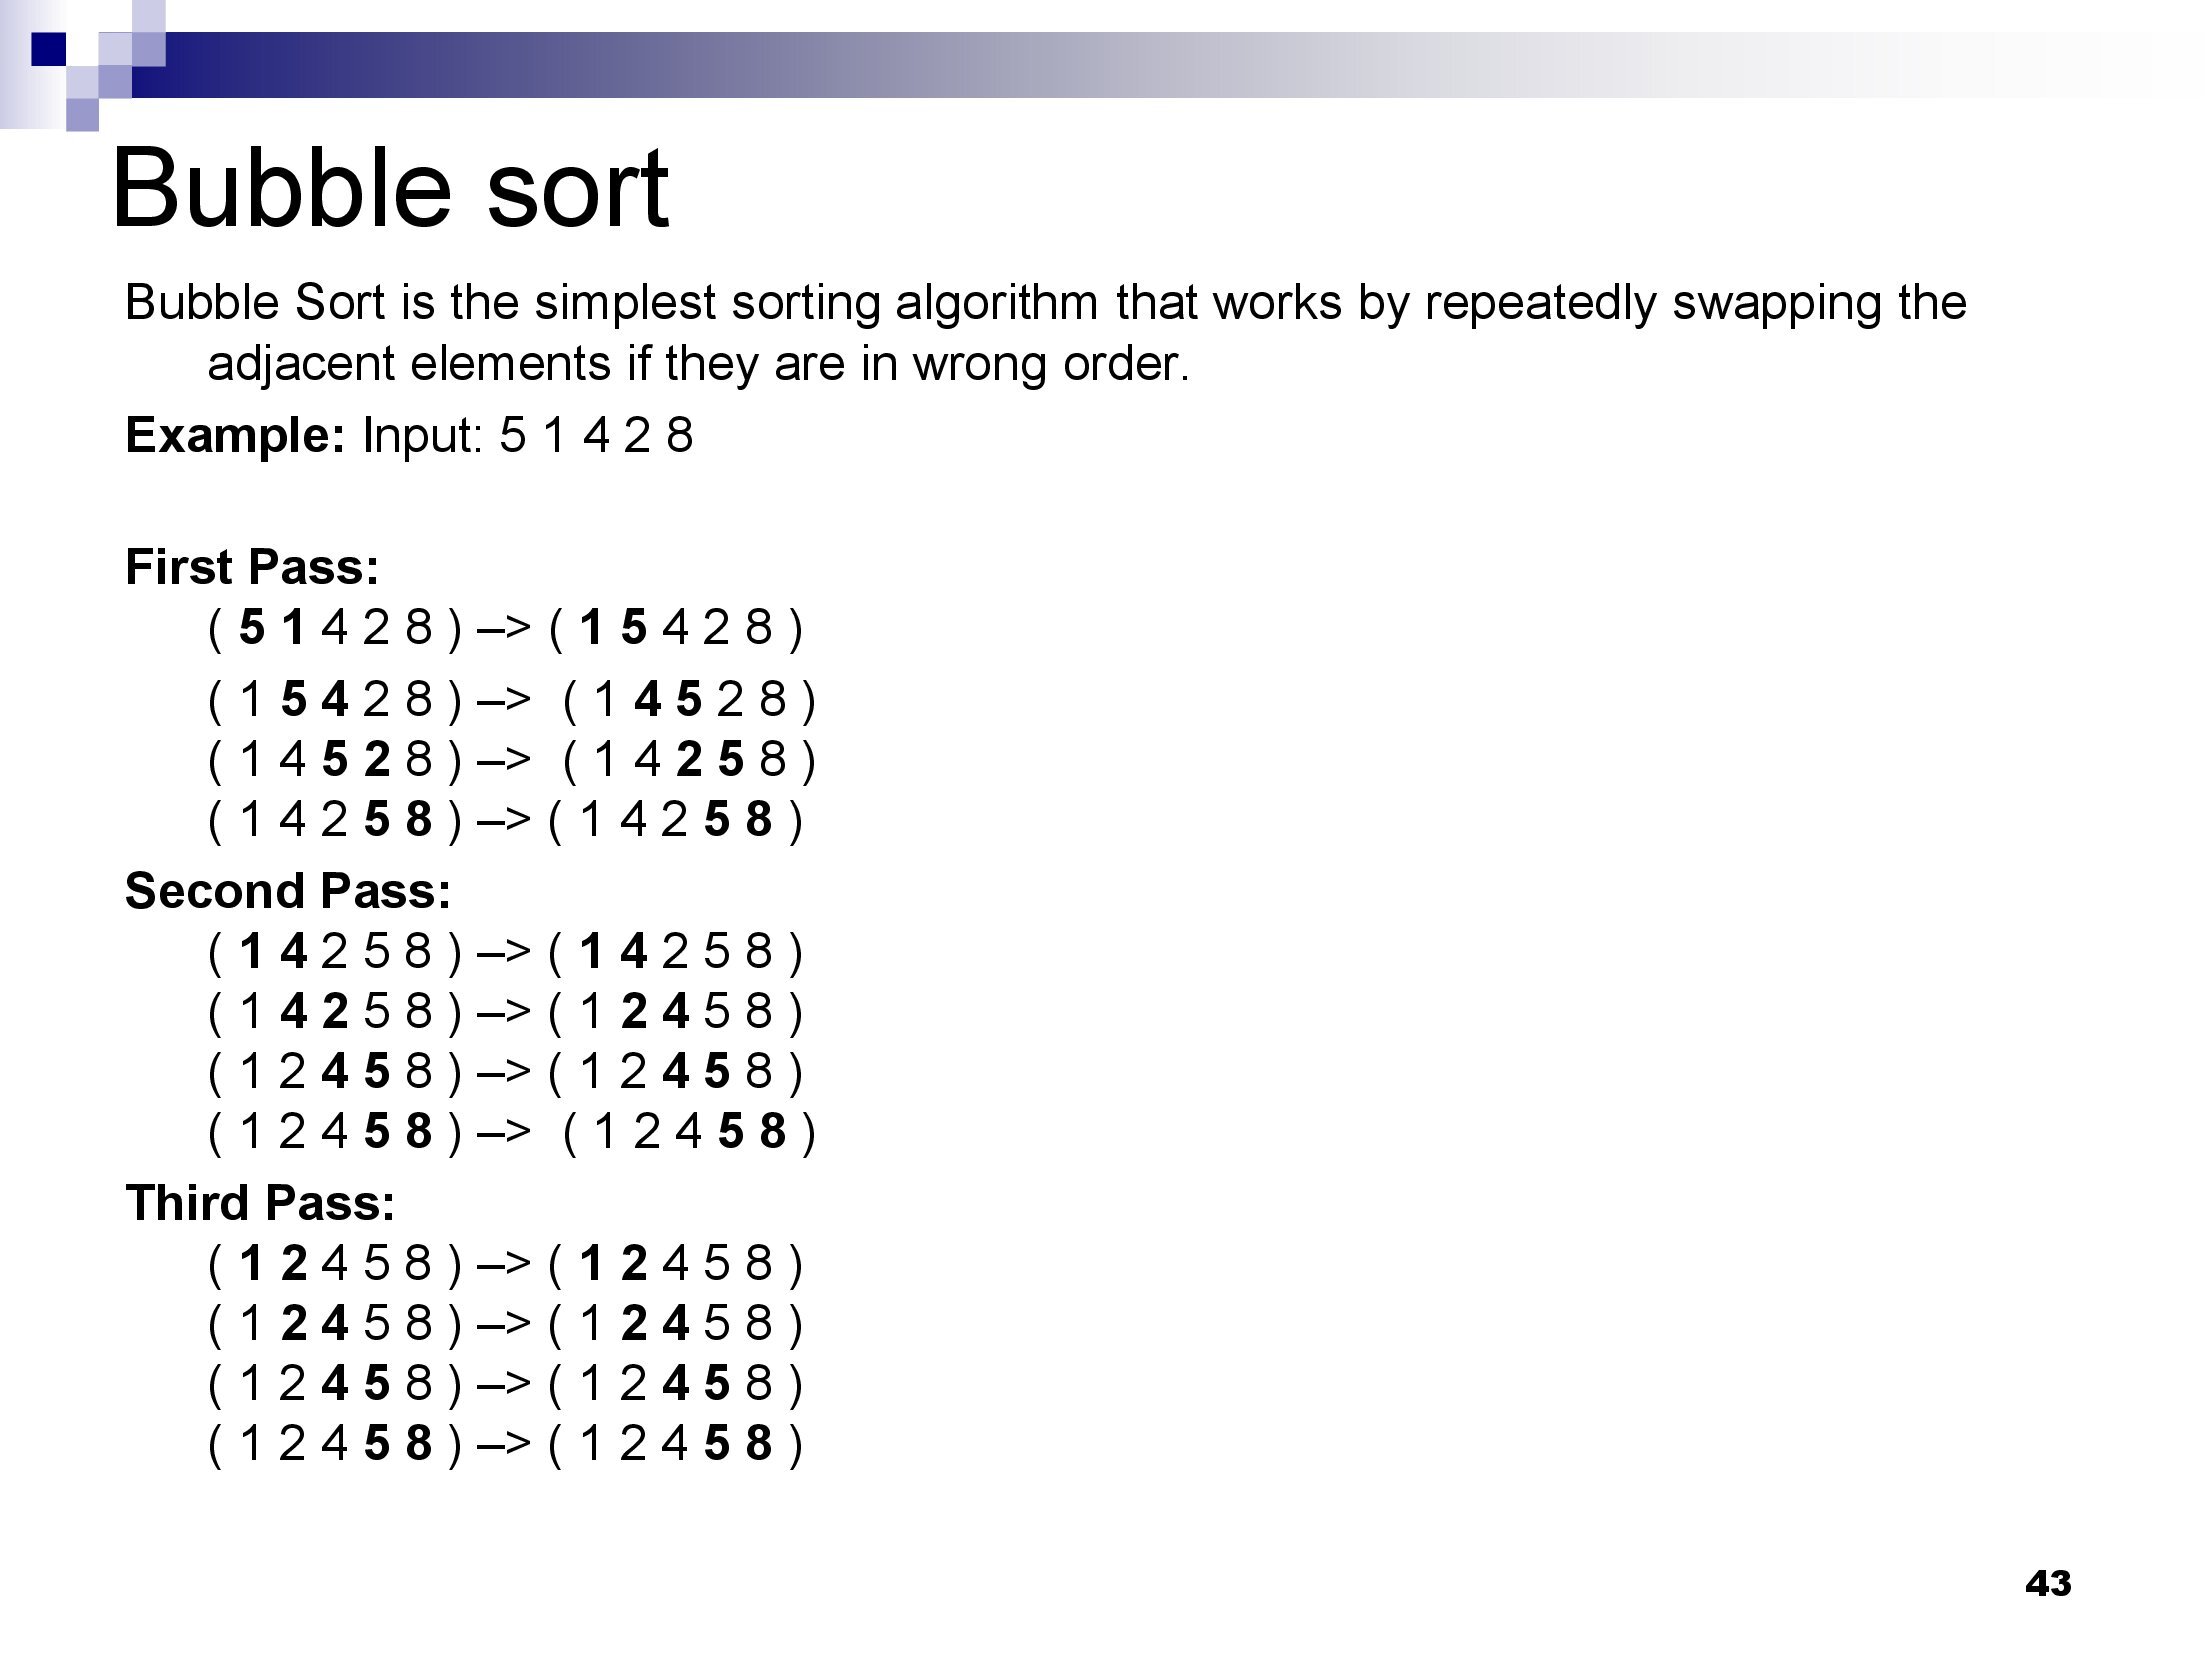 Bubble sort
Bubble Sort is the simplest sorting algorithm that works by repeatedly swapping the
adjacent elements if they are in wrong order.
Example: Input: 5 1 4 2 8
First Pass:
( 5 1 4 2 8 ) –> ( 1 5 4 2 8 )
( 1 5 4 2 8 ) –>  ( 1 4 5 2 8 )
( 1 4 5 2 8 ) –>  ( 1 4 2 5 8 )
( 1 4 2 5 8 ) –> ( 1 4 2 5 8 )
Second Pass:
( 1 4 2 5 8 ) –> ( 1 4 2 5 8 )
( 1 4 2 5 8 ) –> ( 1 2 4 5 8 )
( 1 2 4 5 8 ) –> ( 1 2 4 5 8 )
( 1 2 4 5 8 ) –>  ( 1 2 4 5 8 )
Third Pass:
( 1 2 4 5 8 ) –> ( 1 2 4 5 8 )
( 1 2 4 5 8 ) –> ( 1 2 4 5 8 )
( 1 2 4 5 8 ) –> ( 1 2 4 5 8 )
( 1 2 4 5 8 ) –> ( 1 2 4 5 8 )
43